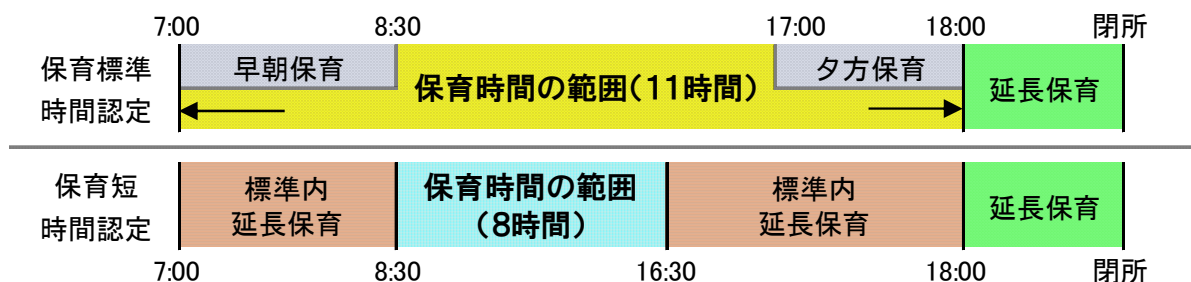 7:00 8:30 17:00 18:00 閉所
保育標準
時間認定
早朝保育
保育時間の範囲(11時間)
夕方保育
延長保育
保育短
時間認定
標準内
延長保育
保育時間の範囲
(8時間)
標準内
延長保育
延長保育
7:00 8:30 16:30 18:00 閉所